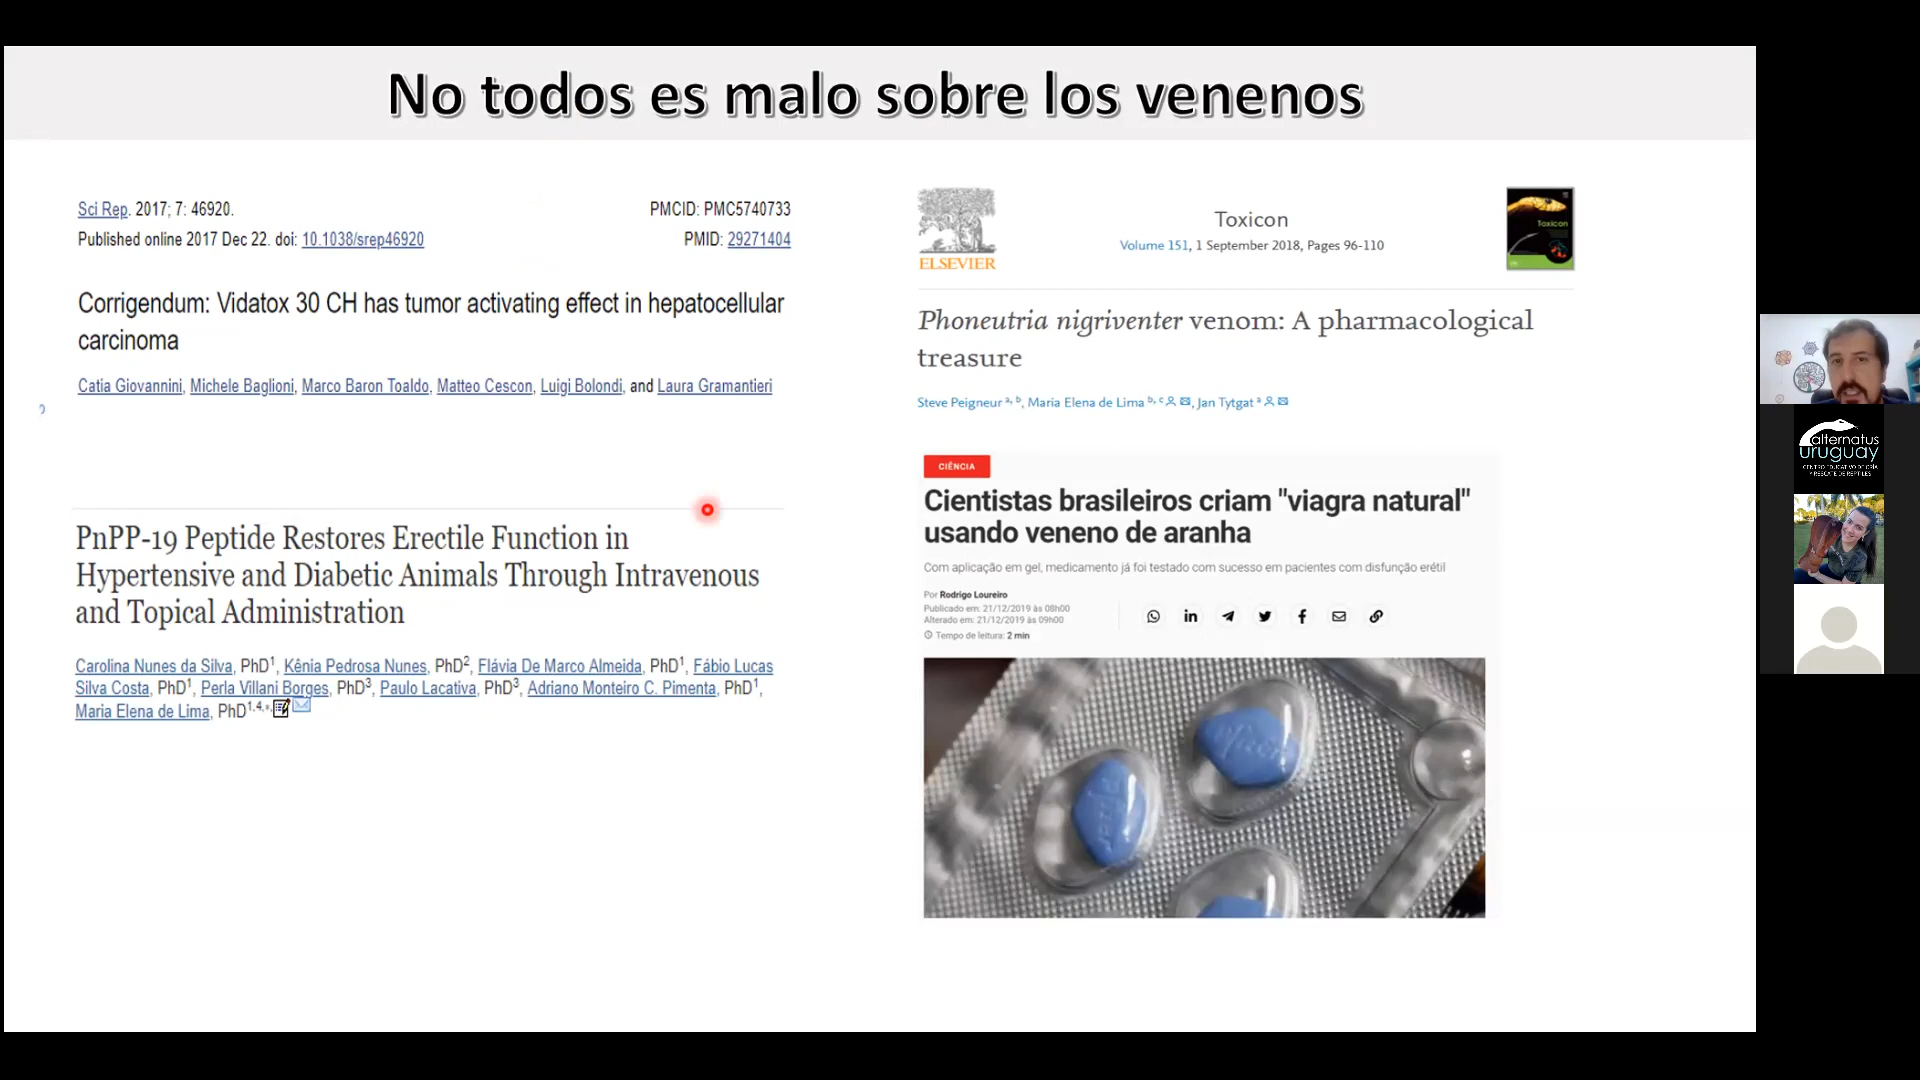 No todos es malo sobre los venenos
Sci Rep. 2017; 7: 46920.
PMCID: PMC5740733
Published online 2017 Dec 22. doi: 10.1038/srep46920
PMID: 29271404
Corrigendum: Vidatox 30 CH has tumor activating effect in hepatocellular
carcinoma
Catia Giovannini, Michele Baglioni, Marco Baron Toaldo, Matteo Cescon, Luigi Bolondi, and Laura Gramantieri
PnPP-19 Peptide Restores Erectile Function in
Hypertensive and Diabetic Animals Through Intravenous
and Topical Administration
Carolina Nunes da Silva, PhD1, Kênia Pedrosa Nunes, PhD2, Flávia De Marco Almeida, PhD1, Fábio Lucas
Silva Costa, PhD1, Perla Villani Borges, PhD3, Paulo Lacativa, PhD3, Adriano Monteiro C. Pimenta, PhD1,
Maria Elena de Lima, PhD1,4,*,
ELSEVIER
Toxicon
Volume 151, 1 September 2018, Pages 96-110
Toxicon
Phoneutria nigriventer venom: A pharmacological
treasure
Steve Peigneur a, b, Maria Elena de Lima b, c, Jan Tytgat a
CIÊNCIA
Cientistas brasileiros criam "viagra natural"
usando veneno de aranha
Com aplicação em gel, medicamento já foi testado com sucesso em pacientes com disfunção erétil
Por Rodrigo Loureiro
Publicado em: 21/12/2019 às 08h00
Alterado em: 21/12/2019 às 09h00
Tempo de leitura: 2 min
Pfizer
alternatus
uruguay
CENTRO EDUCATIVO DE CRÍA
Y RESCATE DE REPTILES